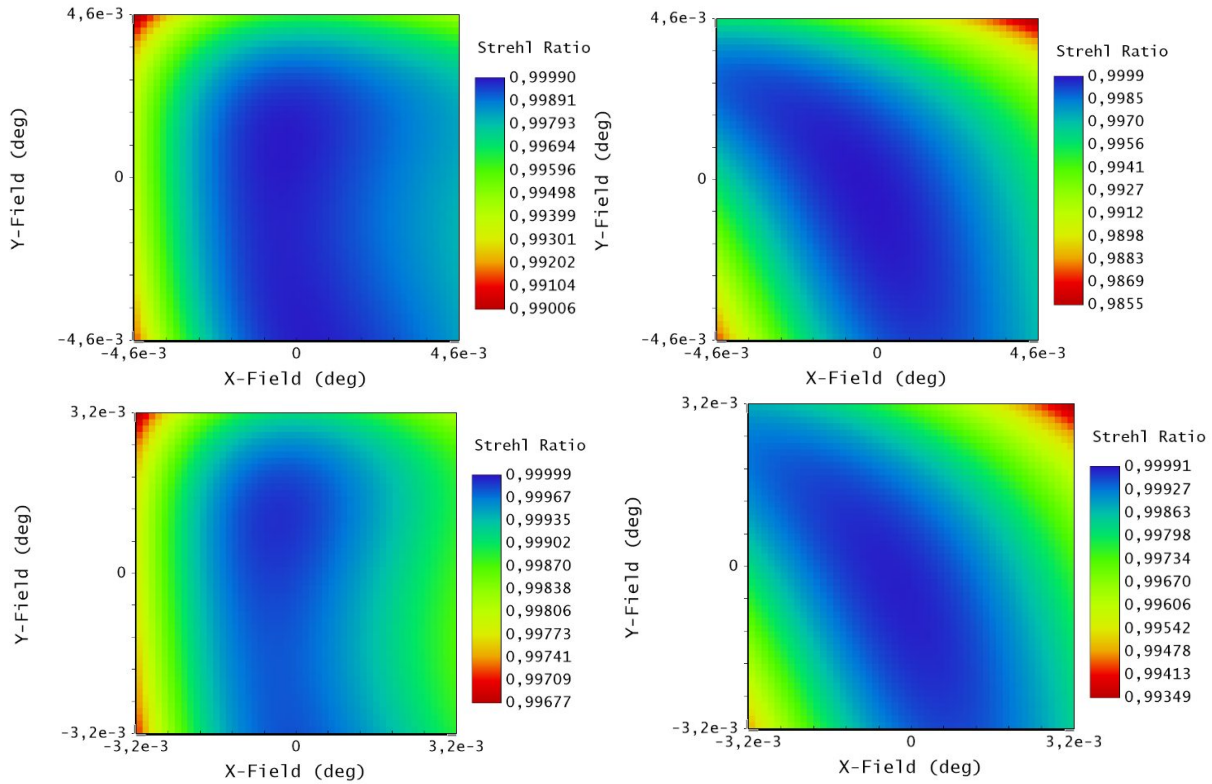 4,6e-3
0
-4,6e-3
Y-Field (deg)
-4,6e-3 0 4,6e-3
X-Field (deg)
Strehl Ratio
0,99990
0,99891
0,99793
0,99694
0,99596
0,99498
0,99399
0,99301
0,99202
0,99104
0,99006
4,6e-3
0
-4,6e-3
Y-Field (deg)
-4,6e-3 0 4,6e-3
X-Field (deg)
Strehl Ratio
0,9999
0,9985
0,9970
0,9956
0,9941
0,9927
0,9912
0,9898
0,9883
0,9869
0,9855
3,2e-3
0
-3,2e-3
Y-Field (deg)
-3,2e-3 0 3,2e-3
X-Field (deg)
Strehl Ratio
0,99999
0,99967
0,99935
0,99902
0,99870
0,99838
0,99806
0,99773
0,99741
0,99709
0,99677
3,2e-3
0
-3,2e-3
Y-Field (deg)
-3,2e-3 0 3,2e-3
X-Field (deg)
Strehl Ratio
0,99991
0,99927
0,99863
0,99798
0,99734
0,99670
0,99606
0,99542
0,99478
0,99413
0,99349